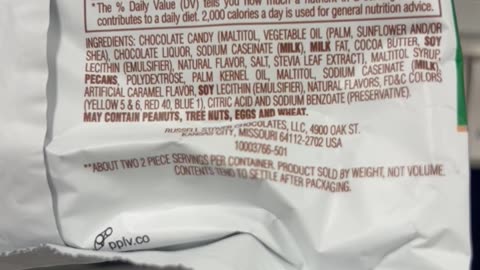 *The % Daily Value (DV) tells you how much a nutrient in
contributes to a daily diet. 2,000 calories a day is used for general nutrition advice.
INGREDIENTS: CHOCOLATE CANDY (MALTITOL, VEGETABLE OIL (PALM, SUNFLOWER AND/OR
SHEA), CHOCOLATE LIQUOR, SODIUM CASEINATE (MILK), MILK FAT, COCOA BUTTER, SOY
LECITHIN (EMULSIFIER), NATURAL FLAVOR, SALT, STEVIA LEAF EXTRACT), MALTITOL SYRUP,
PECANS, POLYDEXTROSE, PALM KERNEL OIL, MALTITOL, SODIUM CASEINATE (MILK),
ARTIFICIAL CARAMEL FLAVOR, SOY LECITHIN (EMULSIFIER), NATURAL FLAVORS, FD&C COLORS
(YELLOW 5 & 6, RED 40, BLUE 1), CITRIC ACID AND SODIUM BENZOATE (PRESERVATIVE).
MAY CONTAIN PEANUTS, TREE NUTS, EGGS AND WHEAT.
CHOCOLATES, LLC, 4900 OAK ST.
KANSAS CITY, MISSOURI 64112-2702 USA
10003766-501
**ABOUT TWO 2 PIECE SERVINGS PER CONTAINER. PRODUCT SOLD BY WEIGHT, NOT VOLUME.
CONTENTS TEND TO SETTLE AFTER PACKAGING.
pplv.co